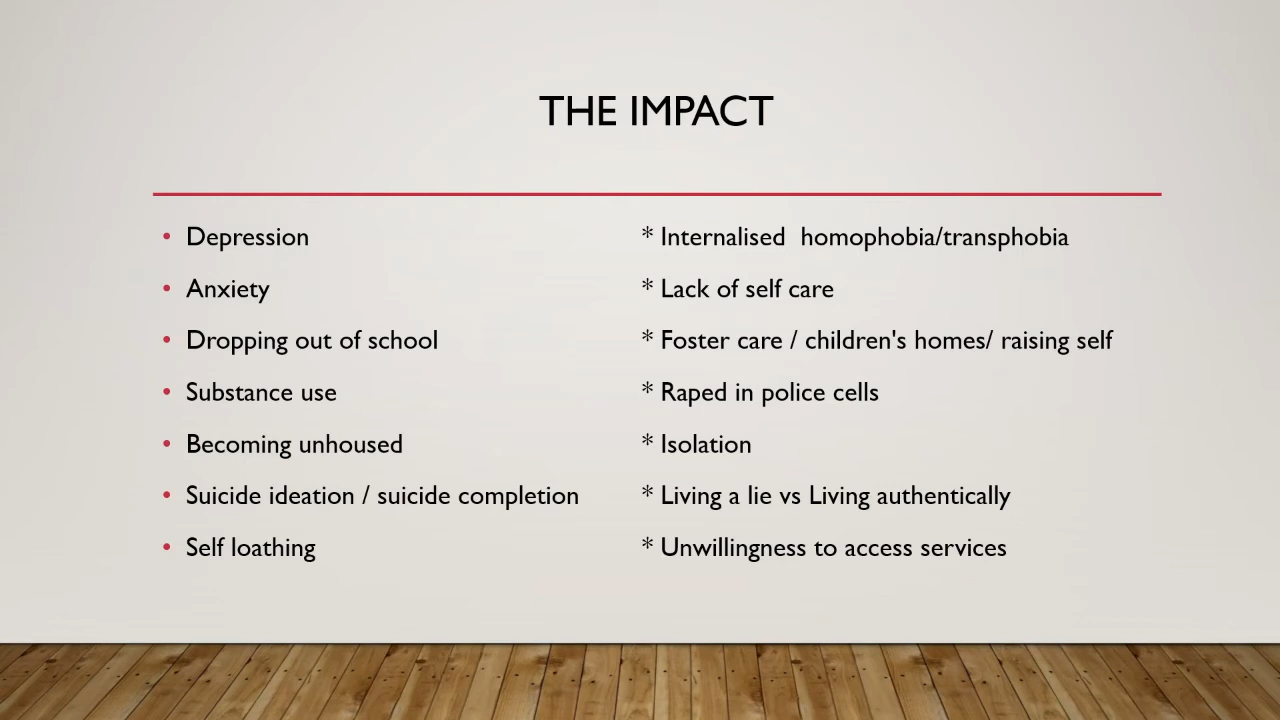 THE IMPACT
• Depression
• Anxiety
• Dropping out of school
• Substance use
• Becoming unhoused
• Suicide ideation / suicide completion
• Self loathing
* Internalised  homophobia/transphobia
* Lack of self care
* Foster care / children's homes/ raising self
* Raped in police cells
* Isolation
* Living a lie vs Living authentically
* Unwillingness to access services